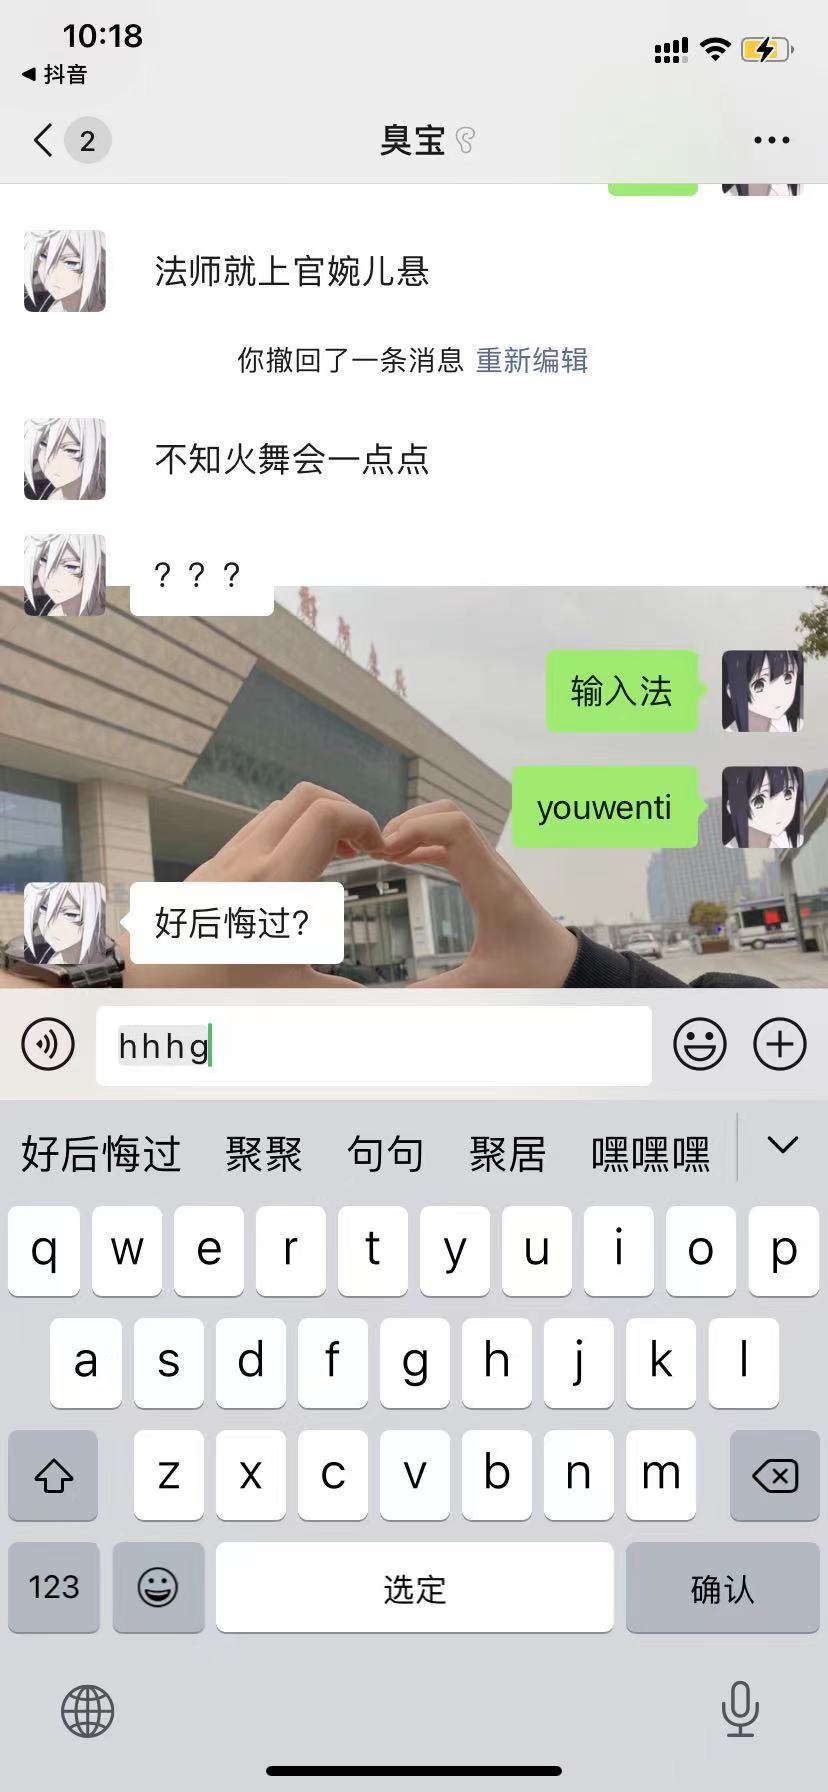 10:18
◀ 抖音
2
臭宝
法师就上官婉儿悬
你撤回了一条消息 重新编辑
不知火舞会一点点
？？？
输入法
youwenti
好后悔过？
hhhg
好后悔过 聚聚 句句 聚居 嘿嘿嘿
q w e r t y u i o p
a s d f g h j k l
z x c v b n m
123 选定 确认